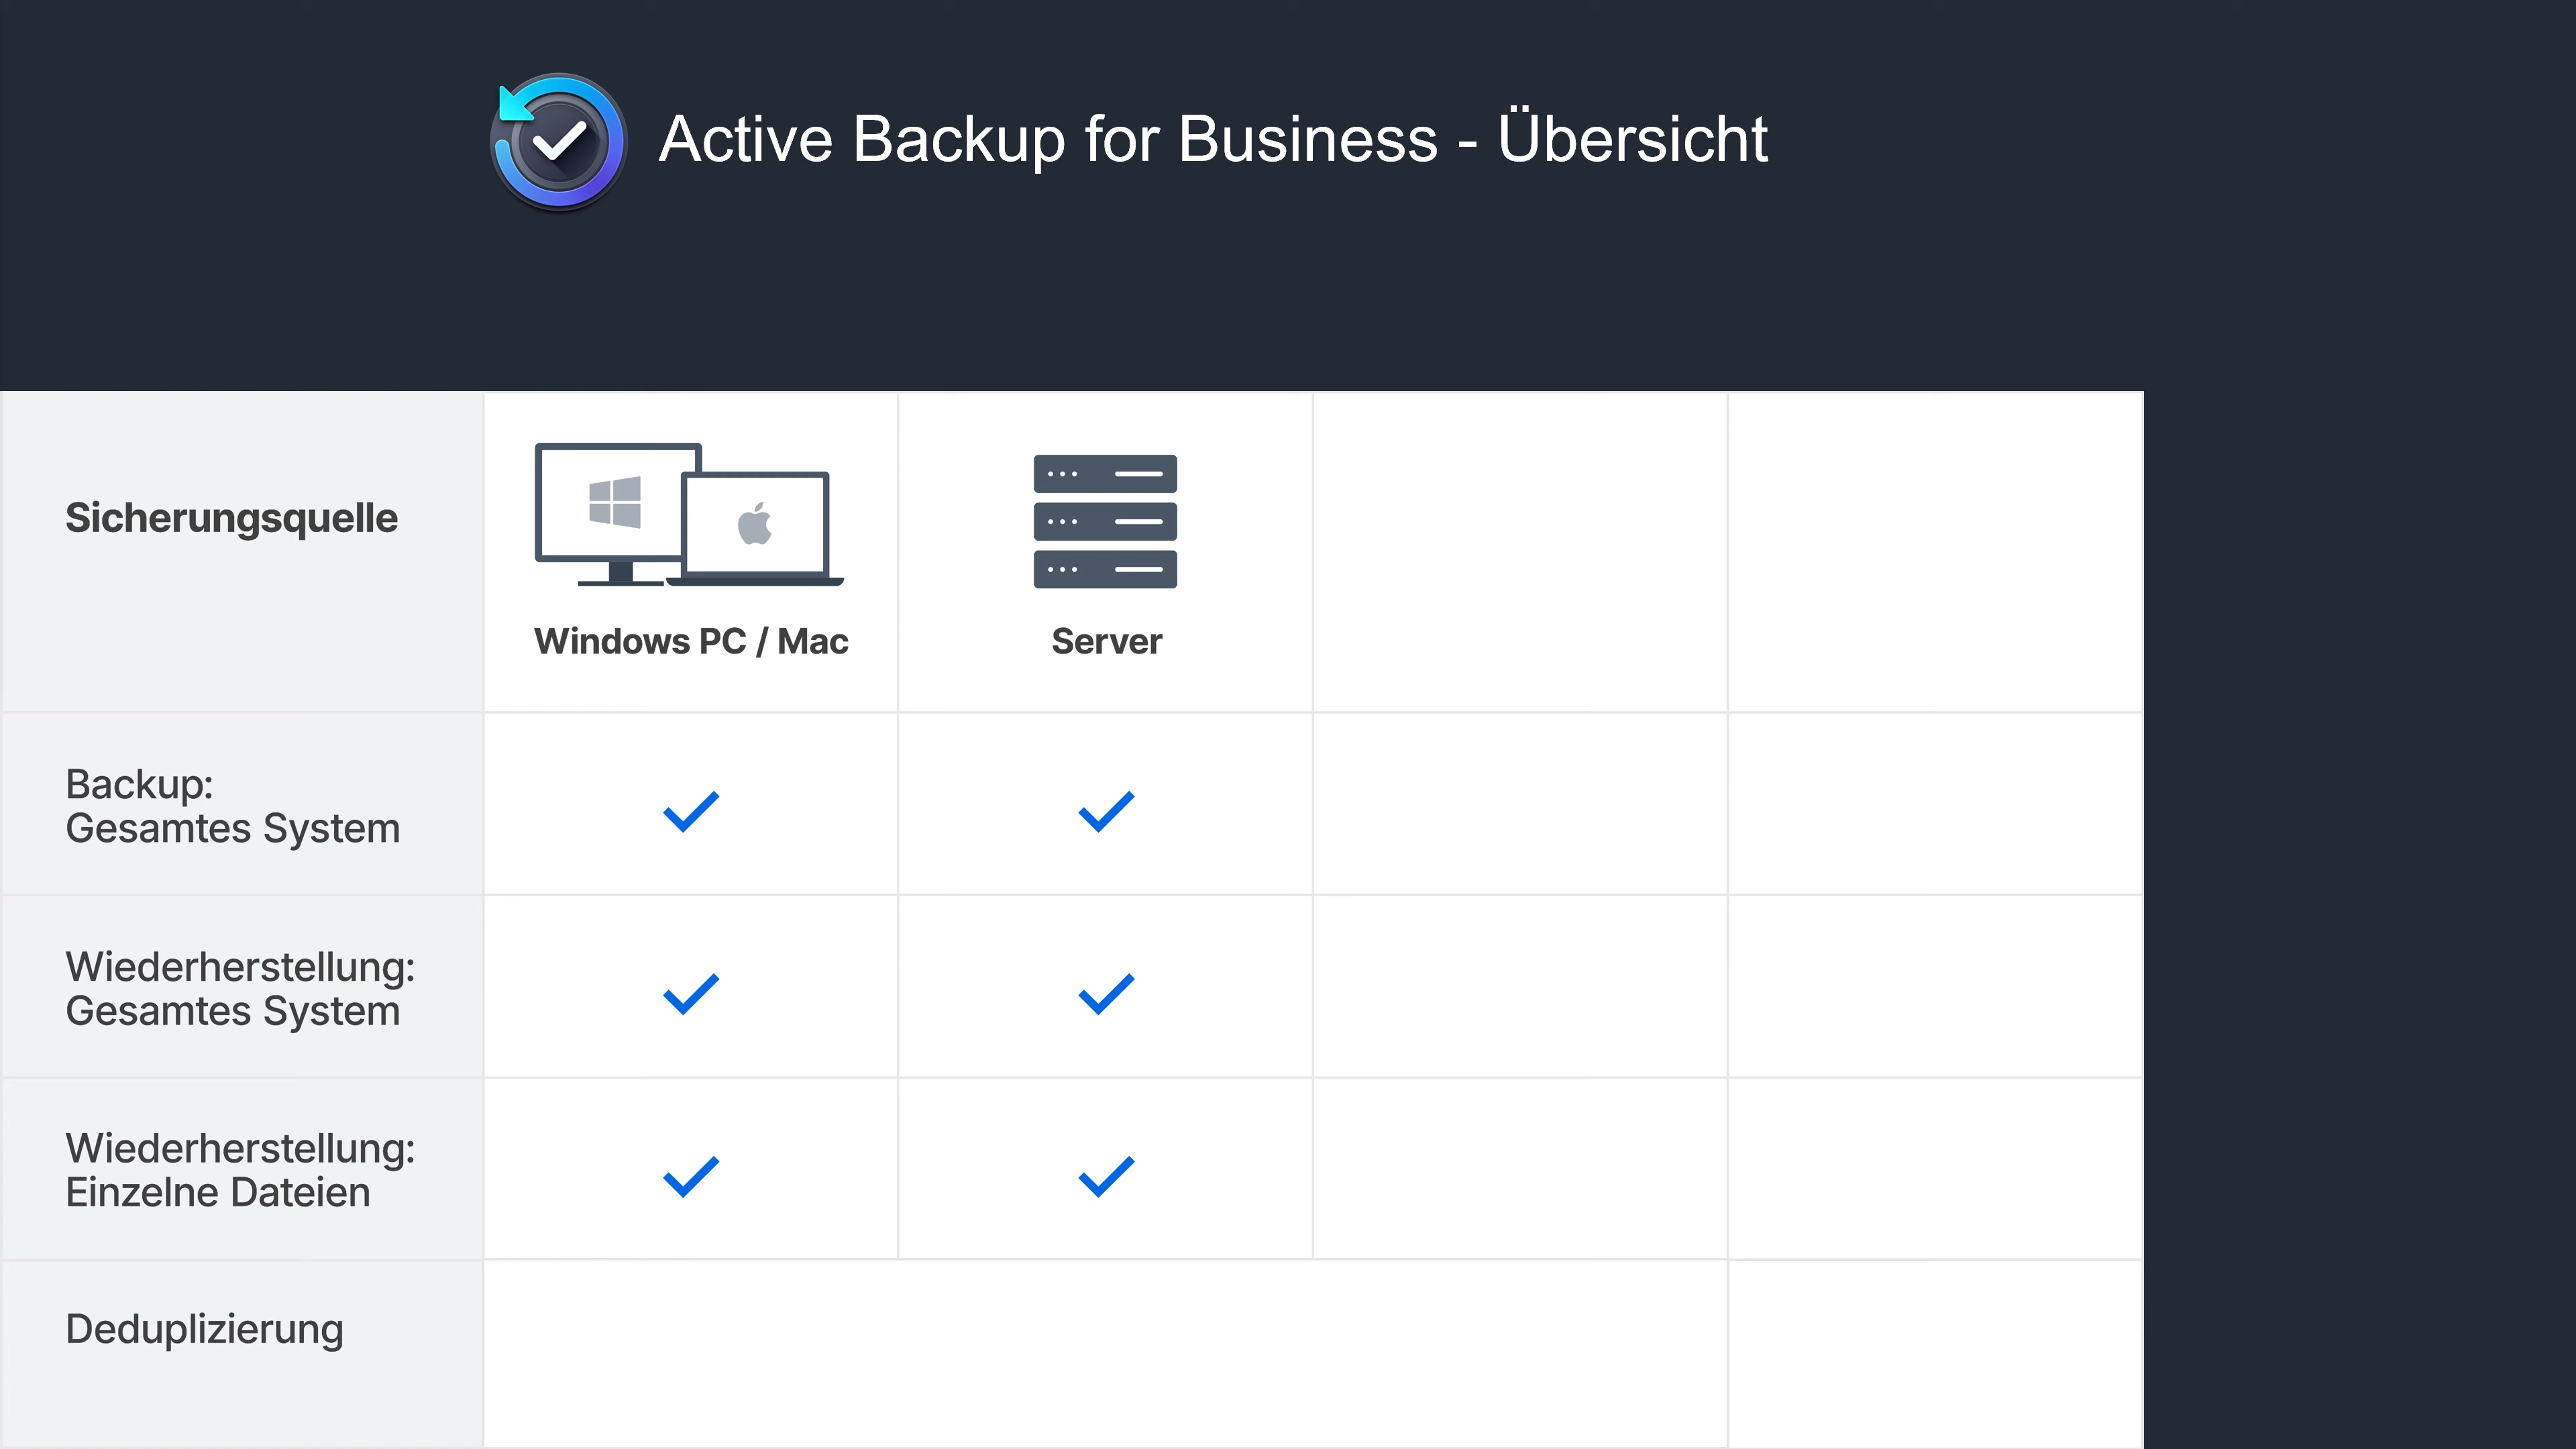 Active Backup for Business - Übersicht
Sicherungsquelle
Windows PC / Mac
Server
Backup:
Gesamtes System
Wiederherstellung:
Gesamtes System
Wiederherstellung:
Einzelne Dateien
Deduplizierung